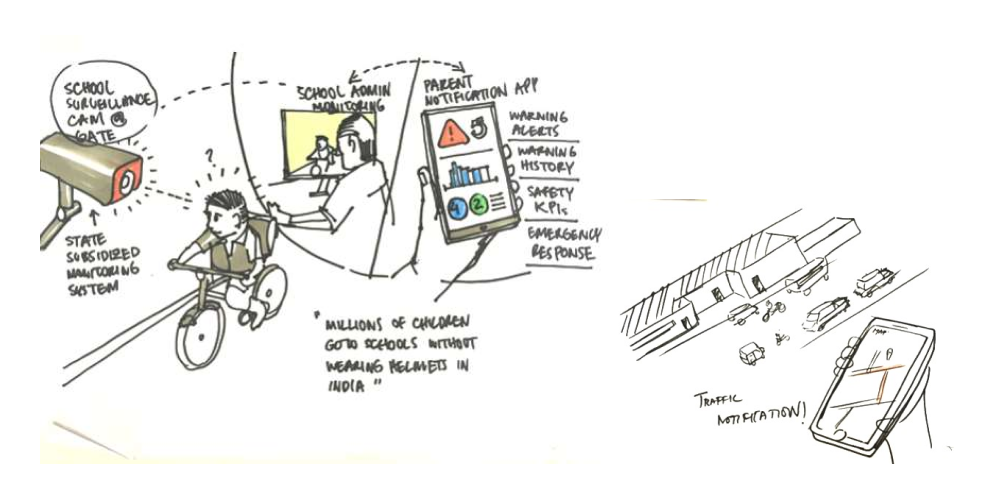 SCHOOL
SURVEILLANCE
CAM @
GATE
SCHOOL ADMIN
MONITORING
PARENT
NOTIFICATION APP
5
4
2
WARNING
ALERTS
WARNING
HISTORY
SAFETY
KPIs
EMERGENCY
RESPONSE
?
STATE
SUBSIDIZED
MONITORING
SYSTEM
"MILLIONS OF CHILDREN
GO TO SCHOOLS WITHOUT
WEARING HELMETS IN
INDIA"
MAP
TRAFFIC
NOTIFICATION!